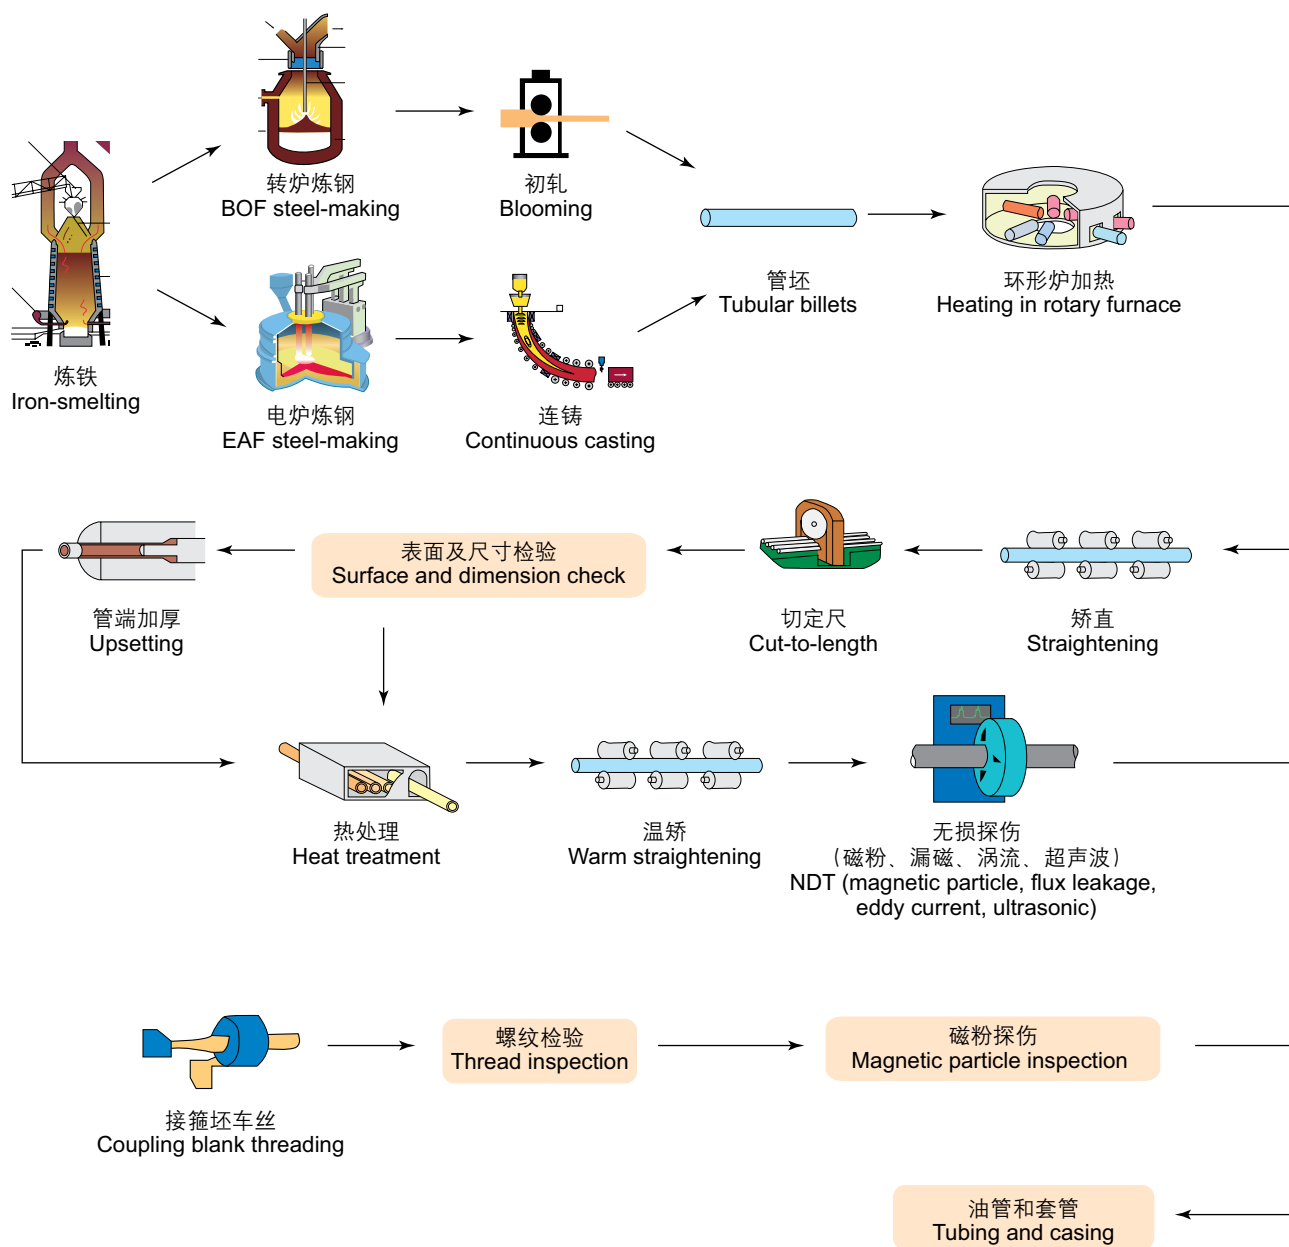 转炉炼钢
BOF steel-making
初轧
Blooming
炼铁
Iron-smelting
电炉炼钢
EAF steel-making
连铸
Continuous casting
管坯
Tubular billets
环形炉加热
Heating in rotary furnace
管端加厚
Upsetting
表面及尺寸检验
Surface and dimension check
切定尺
Cut-to-length
矫直
Straightening
热处理
Heat treatment
温矫
Warm straightening
无损探伤
(磁粉、漏磁、涡流、超声波)
NDT (magnetic particle, flux leakage,
eddy current, ultrasonic)
接箍坯车丝
Coupling blank threading
螺纹检验
Thread inspection
磁粉探伤
Magnetic particle inspection
油管和套管
Tubing and casing